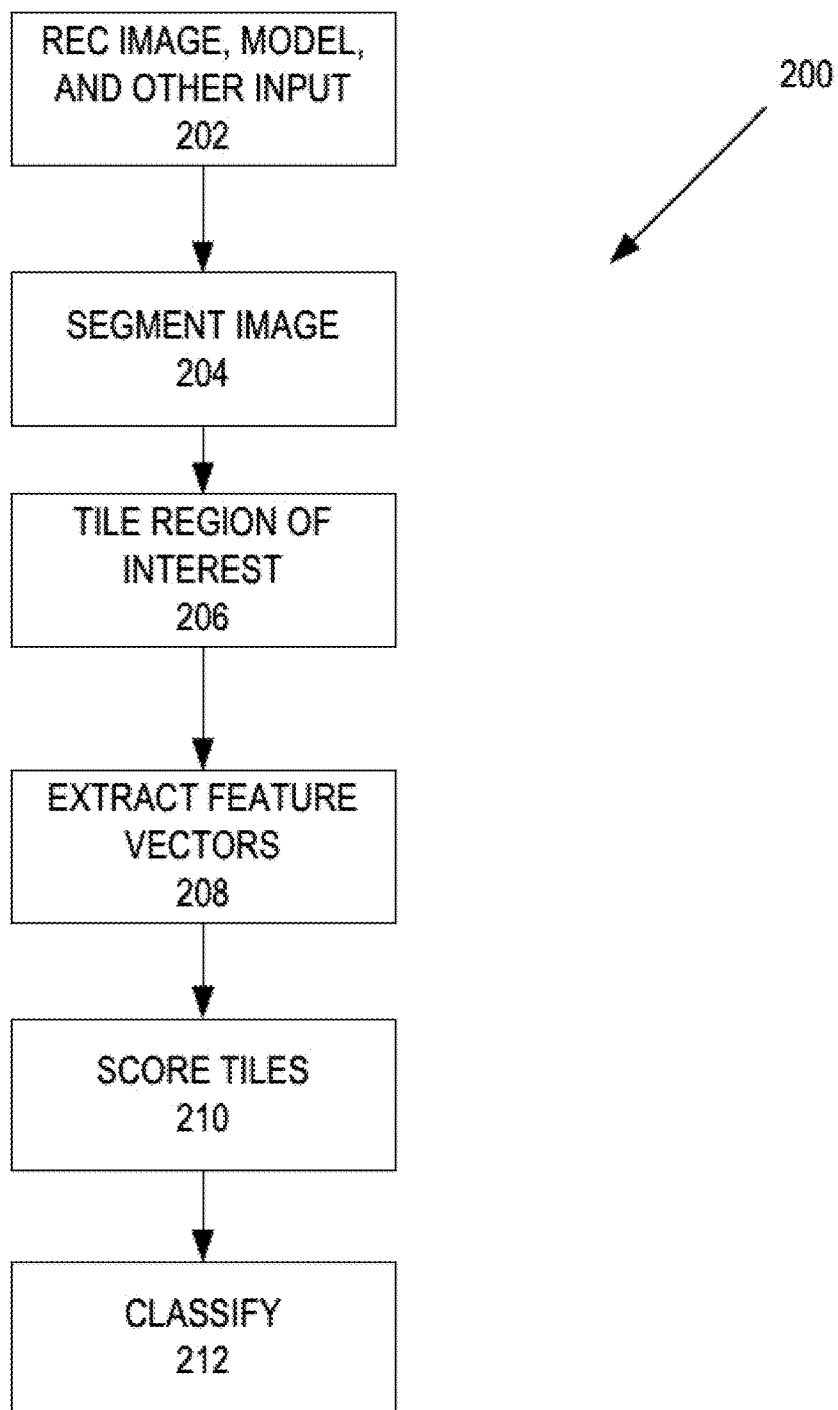 REC IMAGE, MODEL,
AND OTHER INPUT
202
200
SEGMENT IMAGE
204
TILE REGION OF
INTEREST
206
EXTRACT FEATURE
VECTORS
208
SCORE TILES
210
CLASSIFY
212